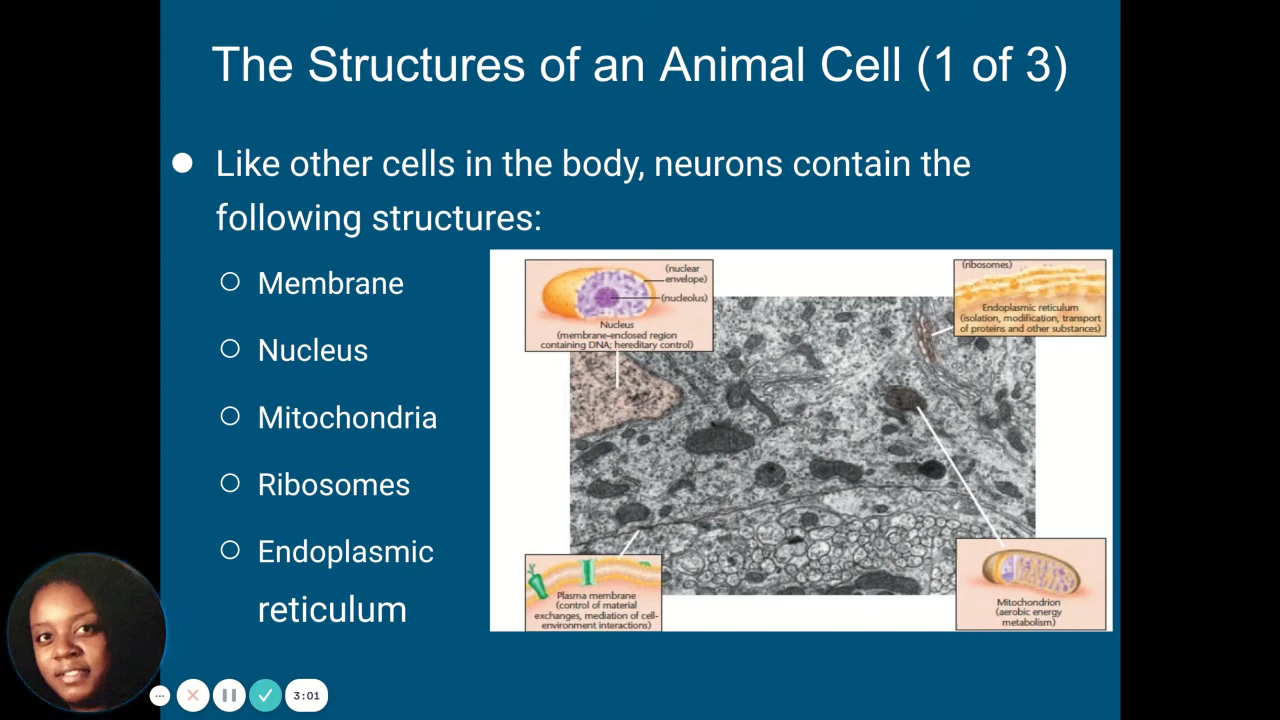 The Structures of an Animal Cell (1 of 3)
Like other cells in the body, neurons contain the
following structures:
Membrane
Nucleus
Mitochondria
Ribosomes
Endoplasmic
reticulum
(nuclear
envelope)
(nucleolus)
Nucleus
(membrane-enclosed region
containing DNA; hereditary control)
(ribosomes)
Endoplasmic reticulum
(isolation, modification, transport
of proteins and other substances)
Plasma membrane
(control of material
exchanges, mediation of cell-
environment interactions)
Mitochondrion
(aerobic energy
metabolism)
3:01